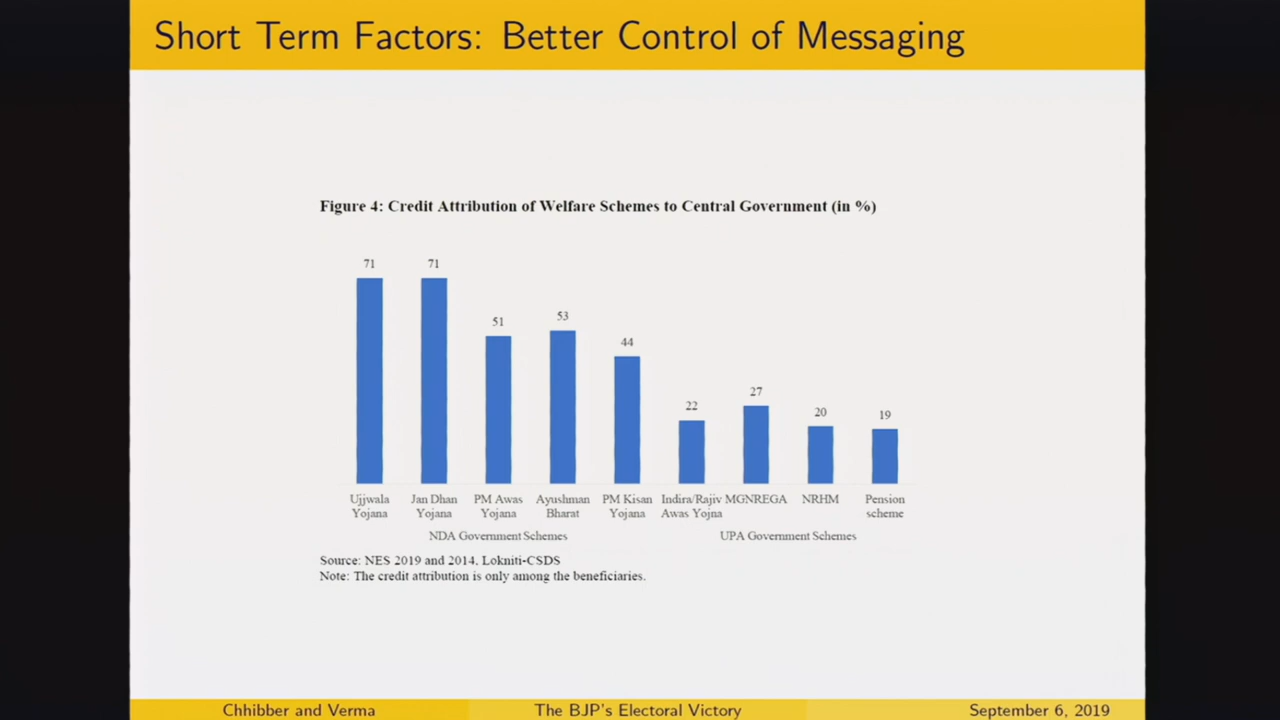 Short Term Factors: Better Control of Messaging
Figure 4: Credit Attribution of Welfare Schemes to Central Government (in %)
71
71
51
53
44
22
27
20
19
Ujjwala Yojana
Jan Dhan Yojana
PM Awas Yojana
Ayushman Bharat
PM Kisan Yojana
Indira/Rajiv Awas Yojna
MGNREGA
NRHM
Pension scheme
NDA Government Schemes
UPA Government Schemes
Source: NES 2019 and 2014, Lokniti-CSDS
Note: The credit attribution is only among the beneficiaries.
Chhibber and Verma
The BJP's Electoral Victory
September 6, 2019